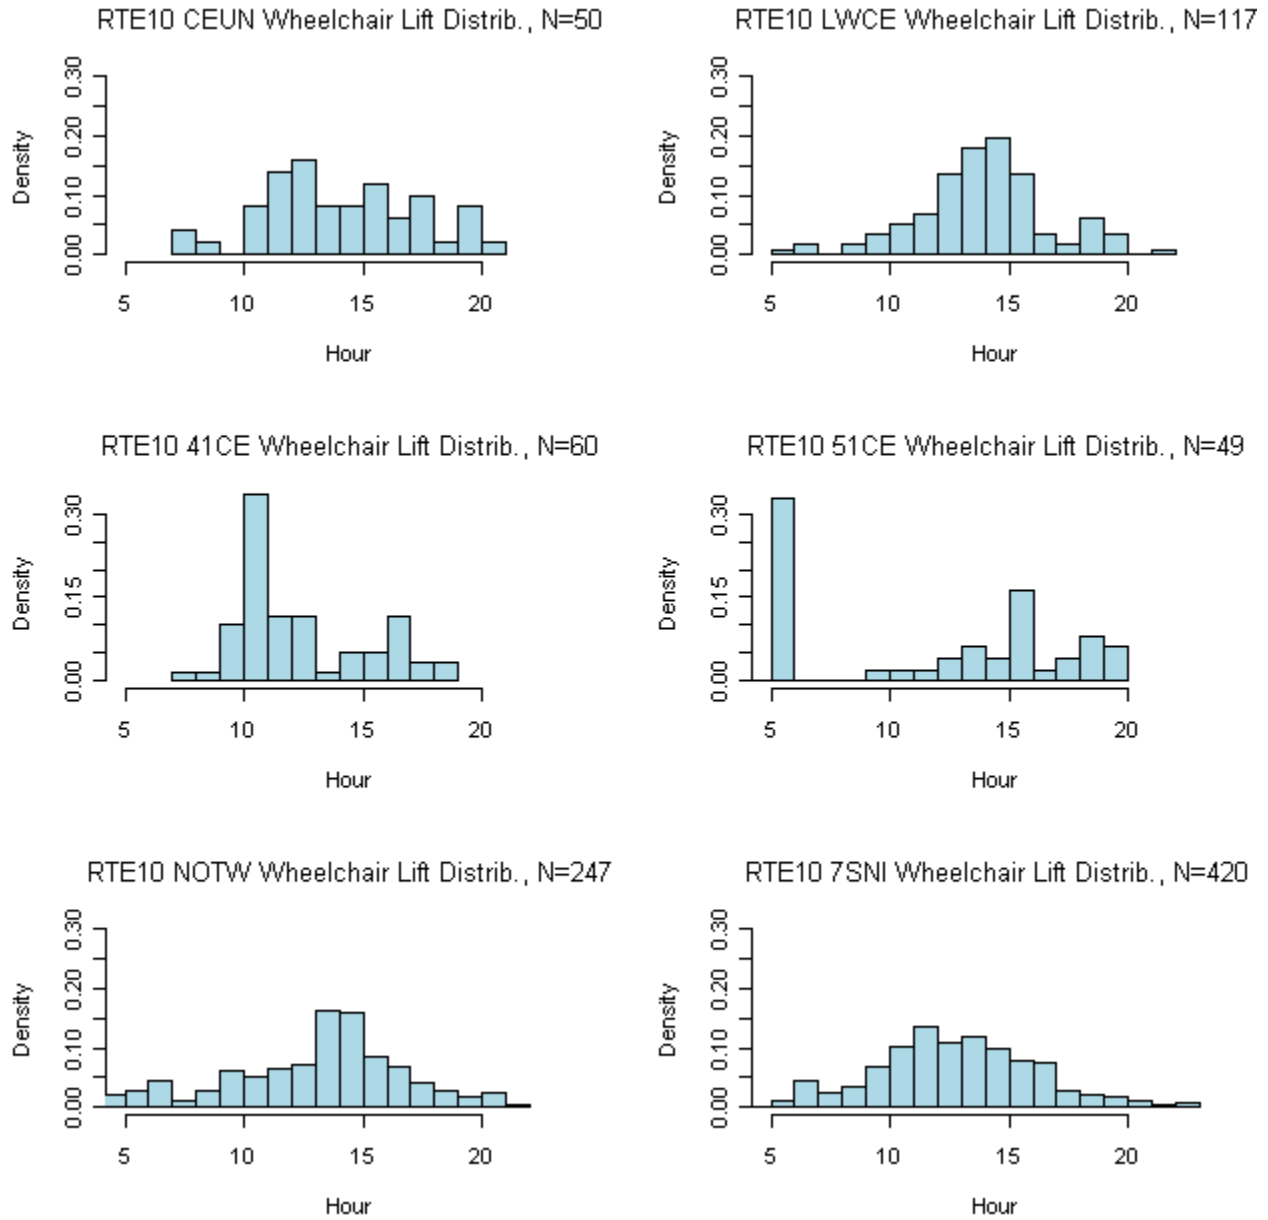 RTE10 CEUN Wheelchair Lift Distrib., N=50
Density
0.00 0.10 0.20 0.30
5 10 15 20
Hour
RTE10 LWCE Wheelchair Lift Distrib., N=117
Density
0.00 0.10 0.20 0.30
5 10 15 20
Hour
RTE10 41CE Wheelchair Lift Distrib., N=60
Density
0.00 0.15 0.30
5 10 15 20
Hour
RTE10 51CE Wheelchair Lift Distrib., N=49
Density
0.00 0.15 0.30
5 10 15 20
Hour
RTE10 NOTW Wheelchair Lift Distrib., N=247
Density
0.00 0.10 0.20 0.30
5 10 15 20
Hour
RTE10 7SNI Wheelchair Lift Distrib., N=420
Density
0.00 0.10 0.20 0.30
5 10 15 20
Hour